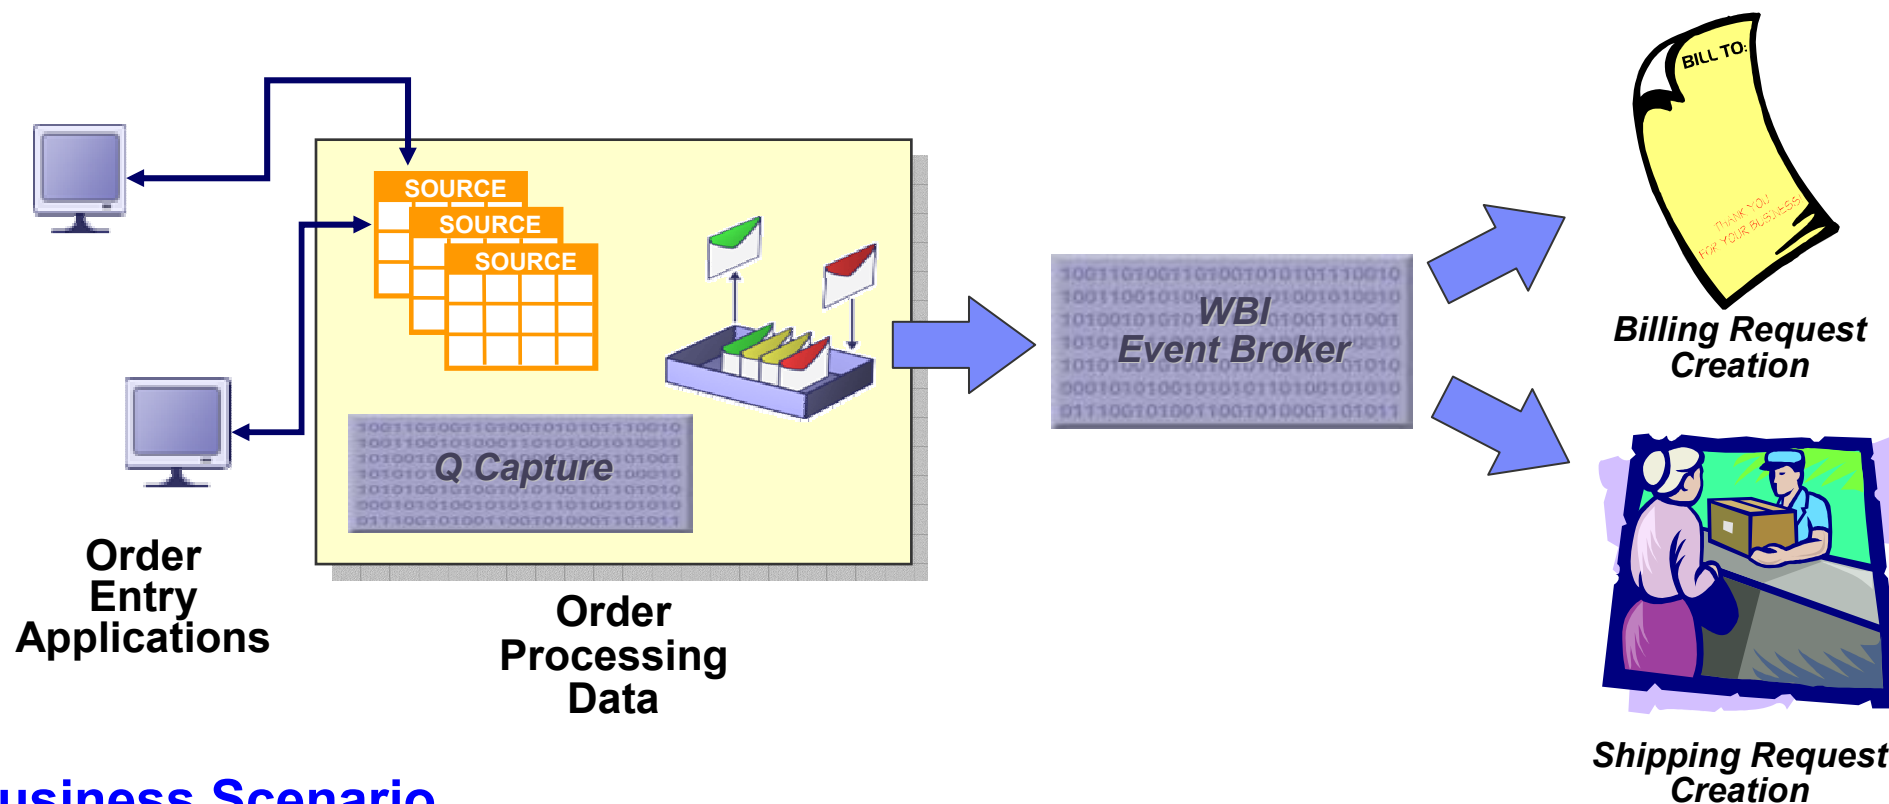 BILL TO:
THANK YOU
FOR YOUR BUSINESS
SOURCE
SOURCE
SOURCE
WBI
Event Broker
Q Capture
Billing Request
Creation
Order
Entry
Applications
Order
Processing
Data
Shipping Request
Creation
Scenario